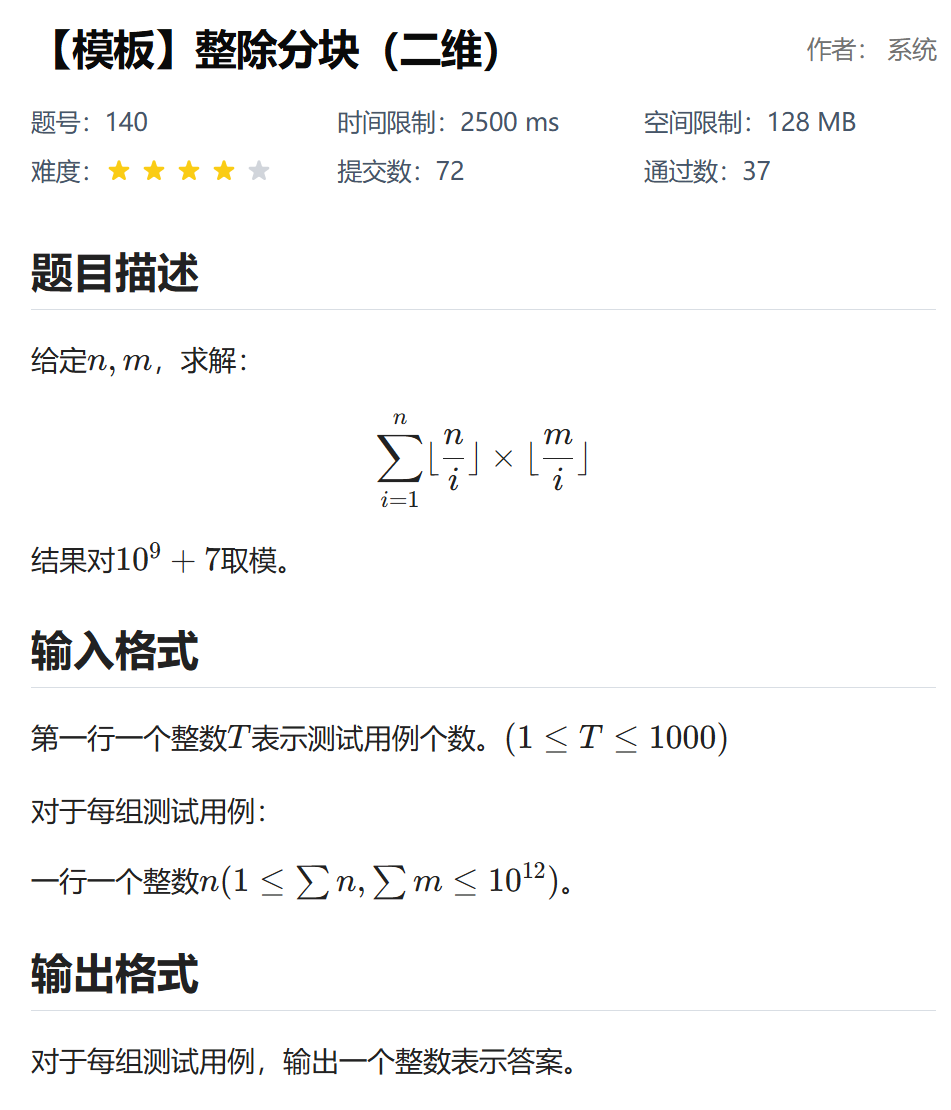 【模板】整除分块（二维）
作者： 系统
题号：140 时间限制：2500 ms 空间限制：128 MB
难度： 提交数：72 通过数：37
题目描述
给定n, m，求解：
$$\sum_{i=1}^{n} \lfloor \frac{n}{i} \rfloor \times \lfloor \frac{m}{i} \rfloor$$
结果对$10^9 + 7$取模。
输入格式
第一行一个整数T表示测试用例个数。(1 ≤ T ≤ 1000)
对于每组测试用例：
一行一个整数$n(1 ≤ \sum n, \sum m ≤ 10^{12})$。
输出格式
对于每组测试用例，输出一个整数表示答案。